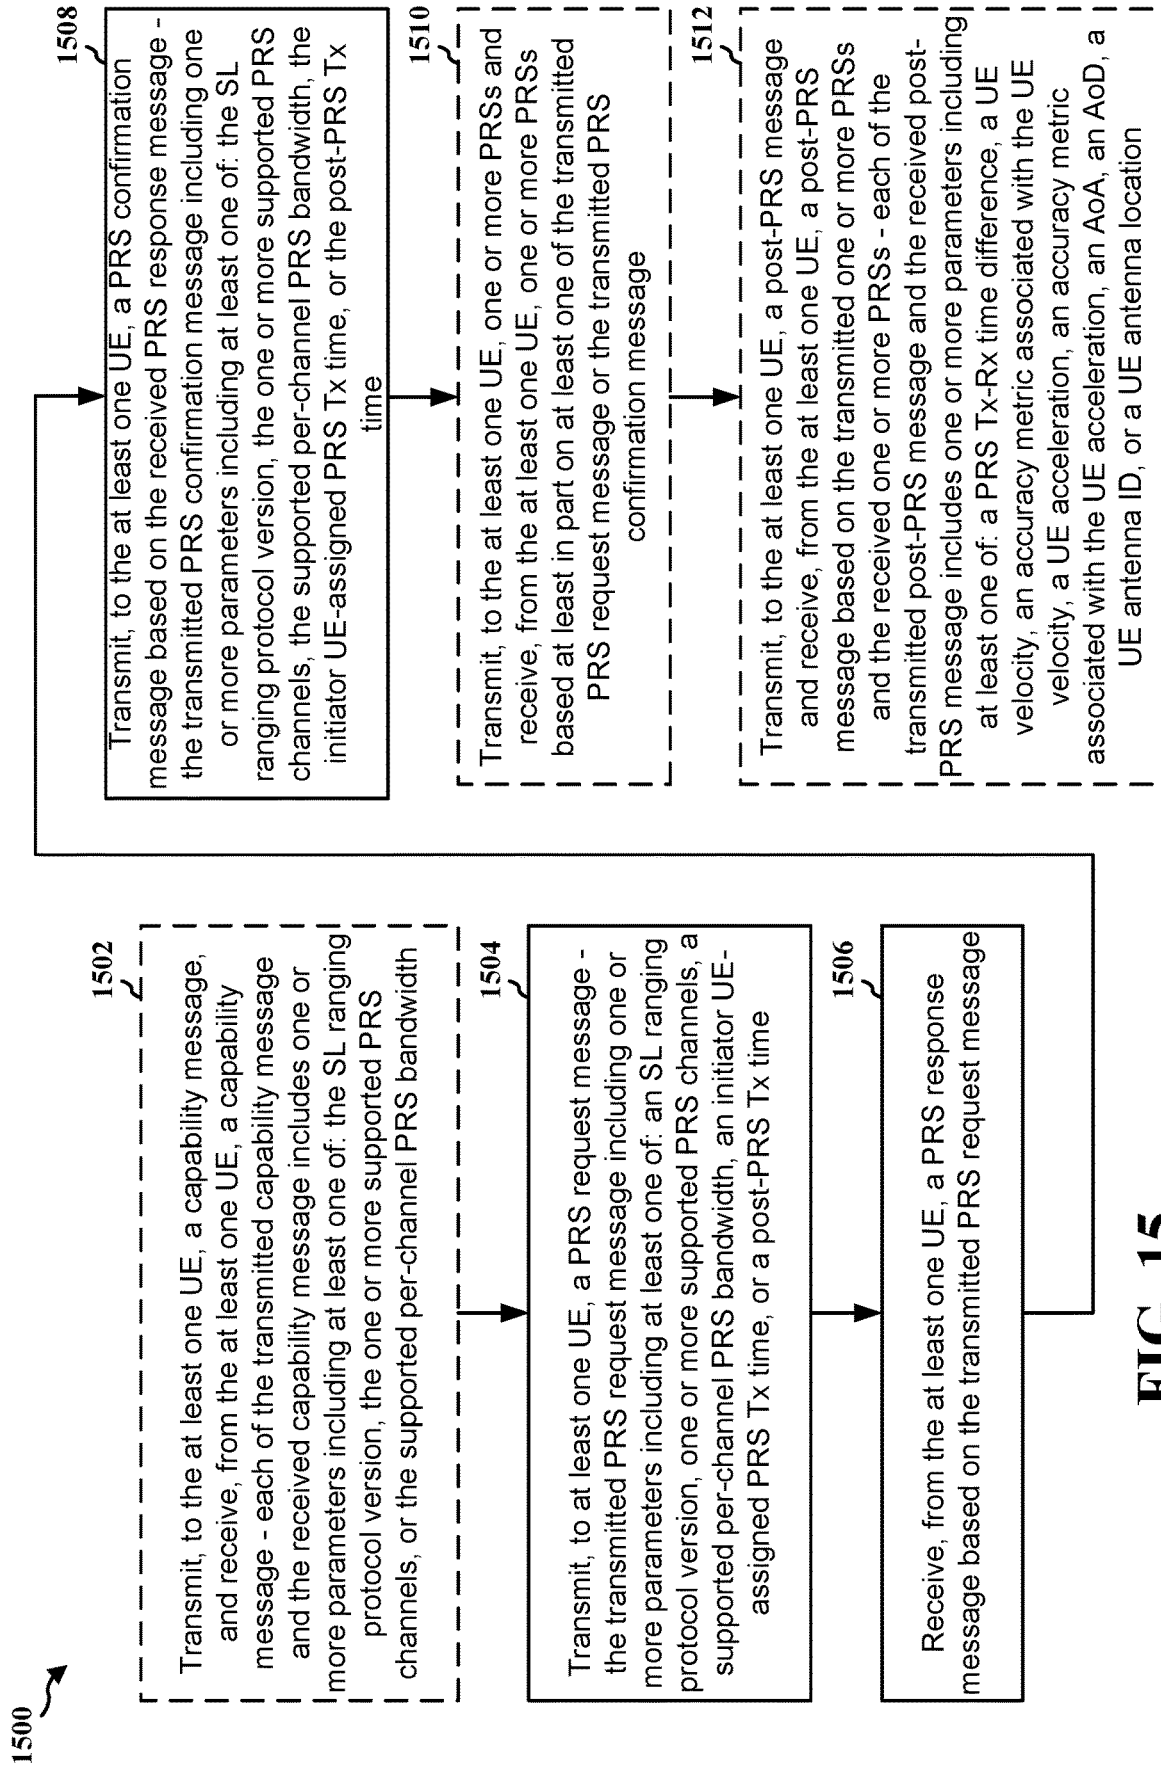 1500
1502
Transmit, to the at least one UE, a capability message,
and receive, from the at least one UE, a capability
message - each of the transmitted capability message
and the received capability message includes one or
more parameters including at least one of: the SL ranging
protocol version, the one or more supported PRS
channels, or the supported per-channel PRS bandwidth
1504
Transmit, to at least one UE, a PRS request message -
the transmitted PRS request message including one or
more parameters including at least one of: an SL ranging
protocol version, one or more supported PRS channels, a
supported per-channel PRS bandwidth, an initiator UE-
assigned PRS Tx time, or a post-PRS Tx time
1506
Receive, from the at least one UE, a PRS response
message based on the transmitted PRS request message
1508
Transmit, to the at least one UE, a PRS confirmation
message based on the received PRS response message -
the transmitted PRS confirmation message including one
or more parameters including at least one of: the SL
ranging protocol version, the one or more supported PRS
channels, the supported per-channel PRS bandwidth, the
initiator UE-assigned PRS Tx time, or the post-PRS Tx
time
1510
Transmit, to the at least one UE, one or more PRSs and
receive, from the at least one UE, one or more PRSs
based at least in part on at least one of the transmitted
PRS request message or the transmitted PRS
confirmation message
1512
Transmit, to the at least one UE, a post-PRS message
and receive, from the at least one UE, a post-PRS
message based on the transmitted one or more PRSs
and the received one or more PRSs - each of the
transmitted post-PRS message and the received post-
PRS message includes one or more parameters including
at least one of: a PRS Tx-Rx time difference, a UE
velocity, an accuracy metric associated with the UE
velocity, a UE acceleration, an accuracy metric
associated with the UE acceleration, an AoA, an AoD, a
UE antenna ID, or a UE antenna location
FIG. 15